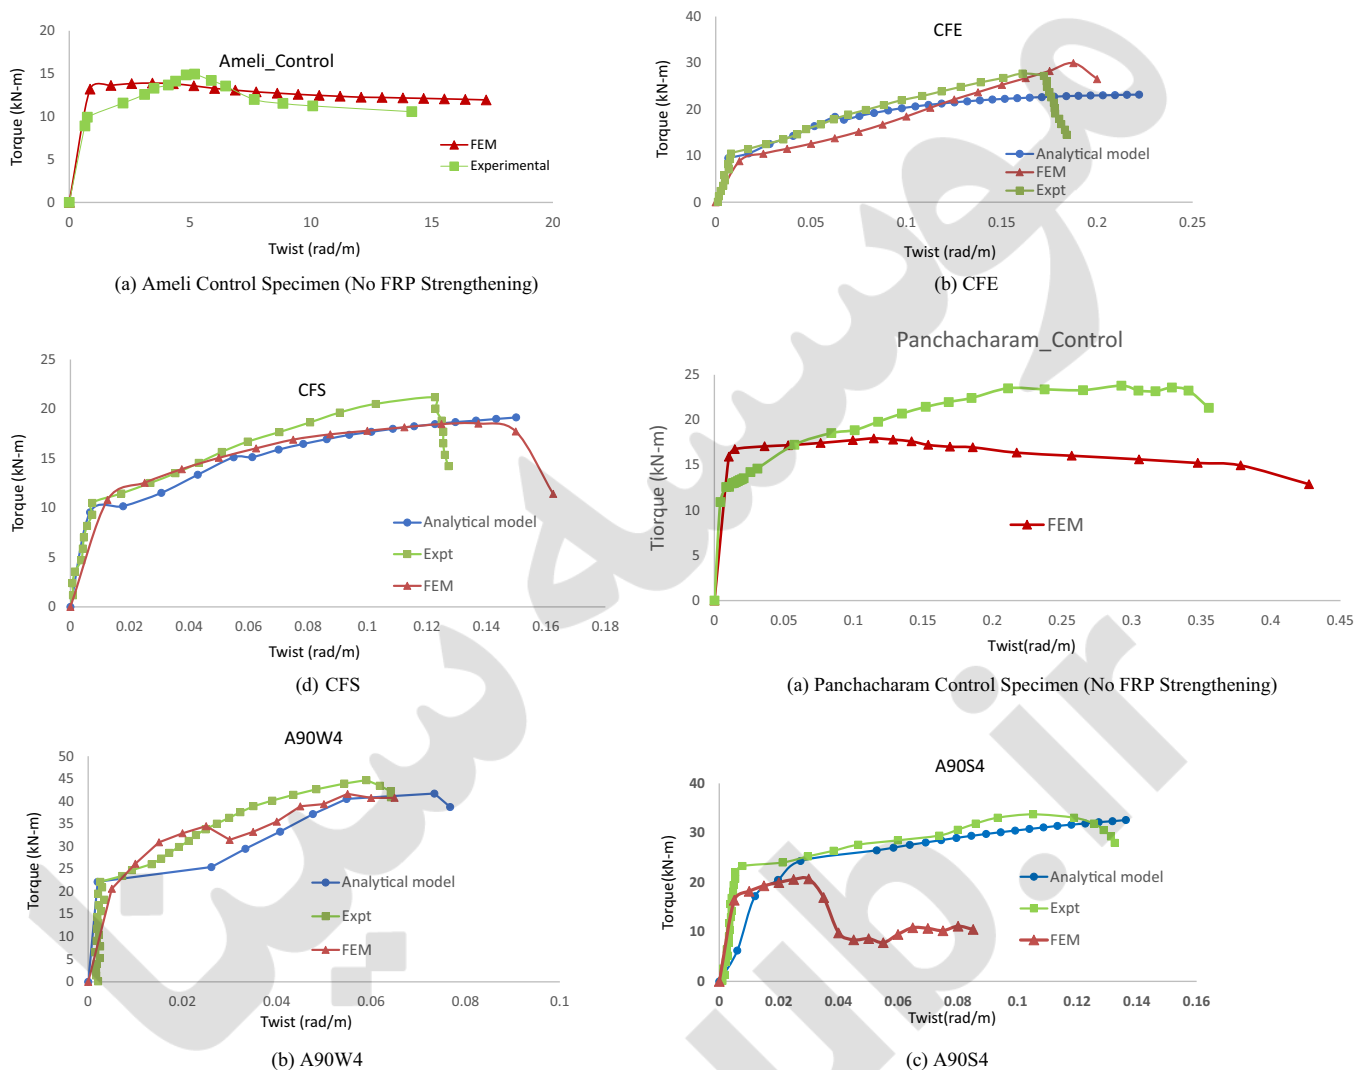 Ameli_Control
Torque (kN-m)
20
15
10
5
0
0 5 10 15 20
Twist (rad/m)
FEM
Experimental
(a) Ameli Control Specimen (No FRP Strengthening)
CFE
Torque (kN-m)
40
30
20
10
0
0 0.05 0.1 0.15 0.2 0.25
Twist (rad/m)
Analytical model
FEM
Expt
(b) CFE
CFS
Torque (kN-m)
25
20
15
10
5
0
0 0.02 0.04 0.06 0.08 0.1 0.12 0.14 0.16 0.18
Twist (rad/m)
Analytical model
Expt
FEM
(d) CFS
Panchacharam_Control
Tiorque (kN-m)
25
20
15
10
5
0
0 0.05 0.1 0.15 0.2 0.25 0.3 0.35 0.4 0.45
Twist(rad/m)
FEM
(a) Panchacharam Control Specimen (No FRP Strengthening)
A90W4
Torque (kN-m)
50
45
40
35
30
25
20
15
10
5
0
0 0.02 0.04 0.06 0.08 0.1
Twist (rad/m)
Analytical model
Expt
FEM
(b) A90W4
A90S4
Torque(kN-m)
40
30
20
10
0
0 0.02 0.04 0.06 0.08 0.1 0.12 0.14 0.16
Twist(rad/m)
Analytical model
Expt
FEM
(c) A90S4